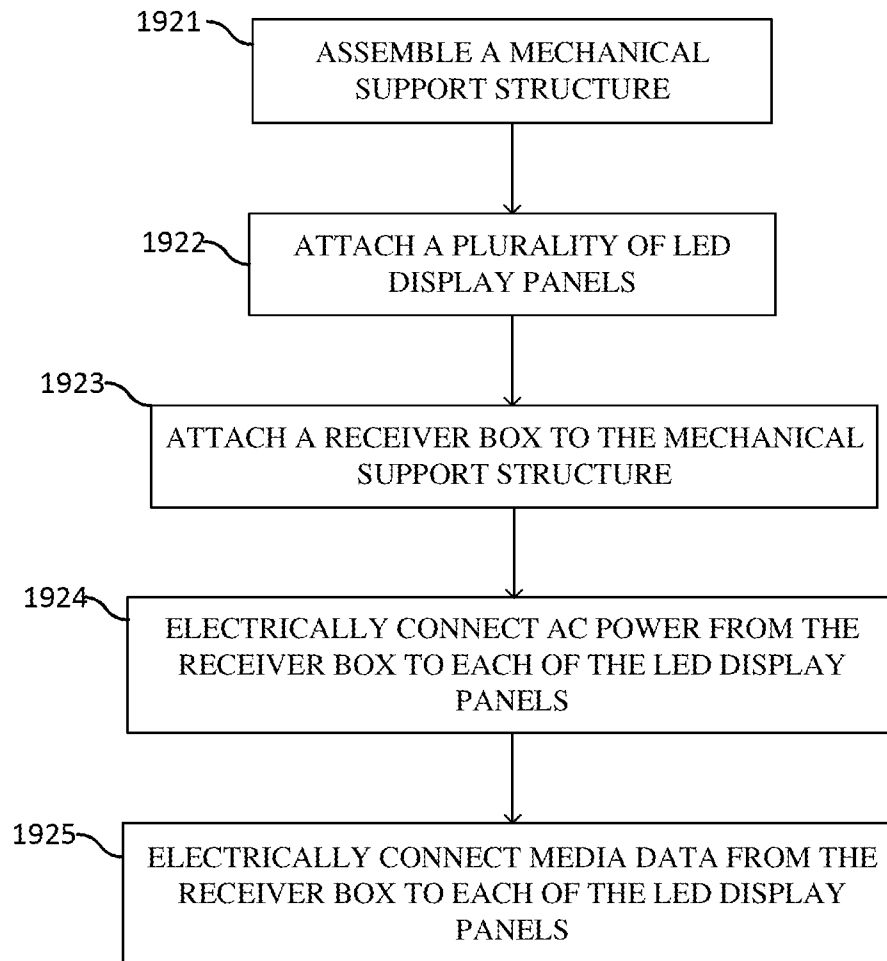 1921
ASSEMBLE A MECHANICAL
SUPPORT STRUCTURE
1922
ATTACH A PLURALITY OF LED
DISPLAY PANELS
1923
ATTACH A RECEIVER BOX TO THE MECHANICAL
SUPPORT STRUCTURE
1924
ELECTRICALLY CONNECT AC POWER FROM THE
RECEIVER BOX TO EACH OF THE LED DISPLAY
PANELS
1925
ELECTRICALLY CONNECT MEDIA DATA FROM THE
RECEIVER BOX TO EACH OF THE LED DISPLAY
PANELS